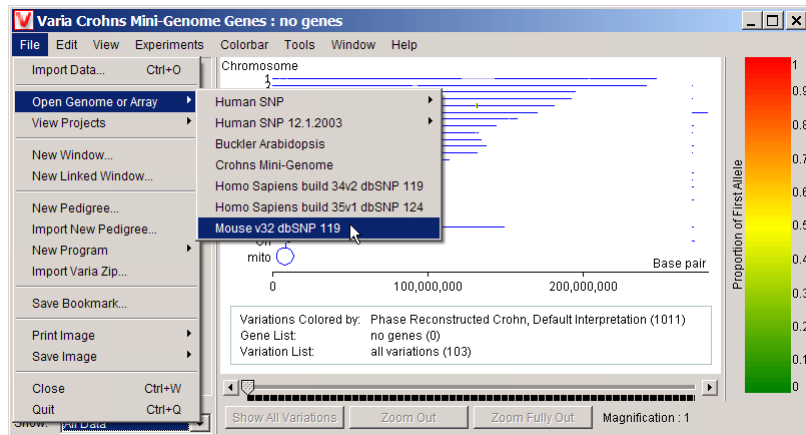 Varia Crohns Mini-Genome Genes : no genes
File Edit View Experiments Colorbar Tools Window Help
Import Data... Ctrl+O
Open Genome or Array
View Projects
New Window...
New Linked Window...
New Pedigree...
Import New Pedigree...
New Program
Import Varia Zip...
Save Bookmark...
Print Image
Save Image
Close Ctrl+W
Quit Ctrl+Q
Show: All Data
Human SNP
Human SNP 12.1.2003
Buckler Arabidopsis
Crohns Mini-Genome
Homo Sapiens build 34v2 dbSNP 119
Homo Sapiens build 35v1 dbSNP 124
Mouse v32 dbSNP 119
Chromosome
1
2
Un
mito
Base pair
0 100,000,000 200,000,000
Variations Colored by: Phase Reconstructed Crohn, Default Interpretation (1011)
Gene List: no genes (0)
Variation List: all variations (103)
Show All Variations Zoom Out Zoom Fully Out Magnification : 1
Proportion of First Allele
1
0.9
0.8
0.7
0.6
0.5
0.4
0.3
0.2
0.1
0